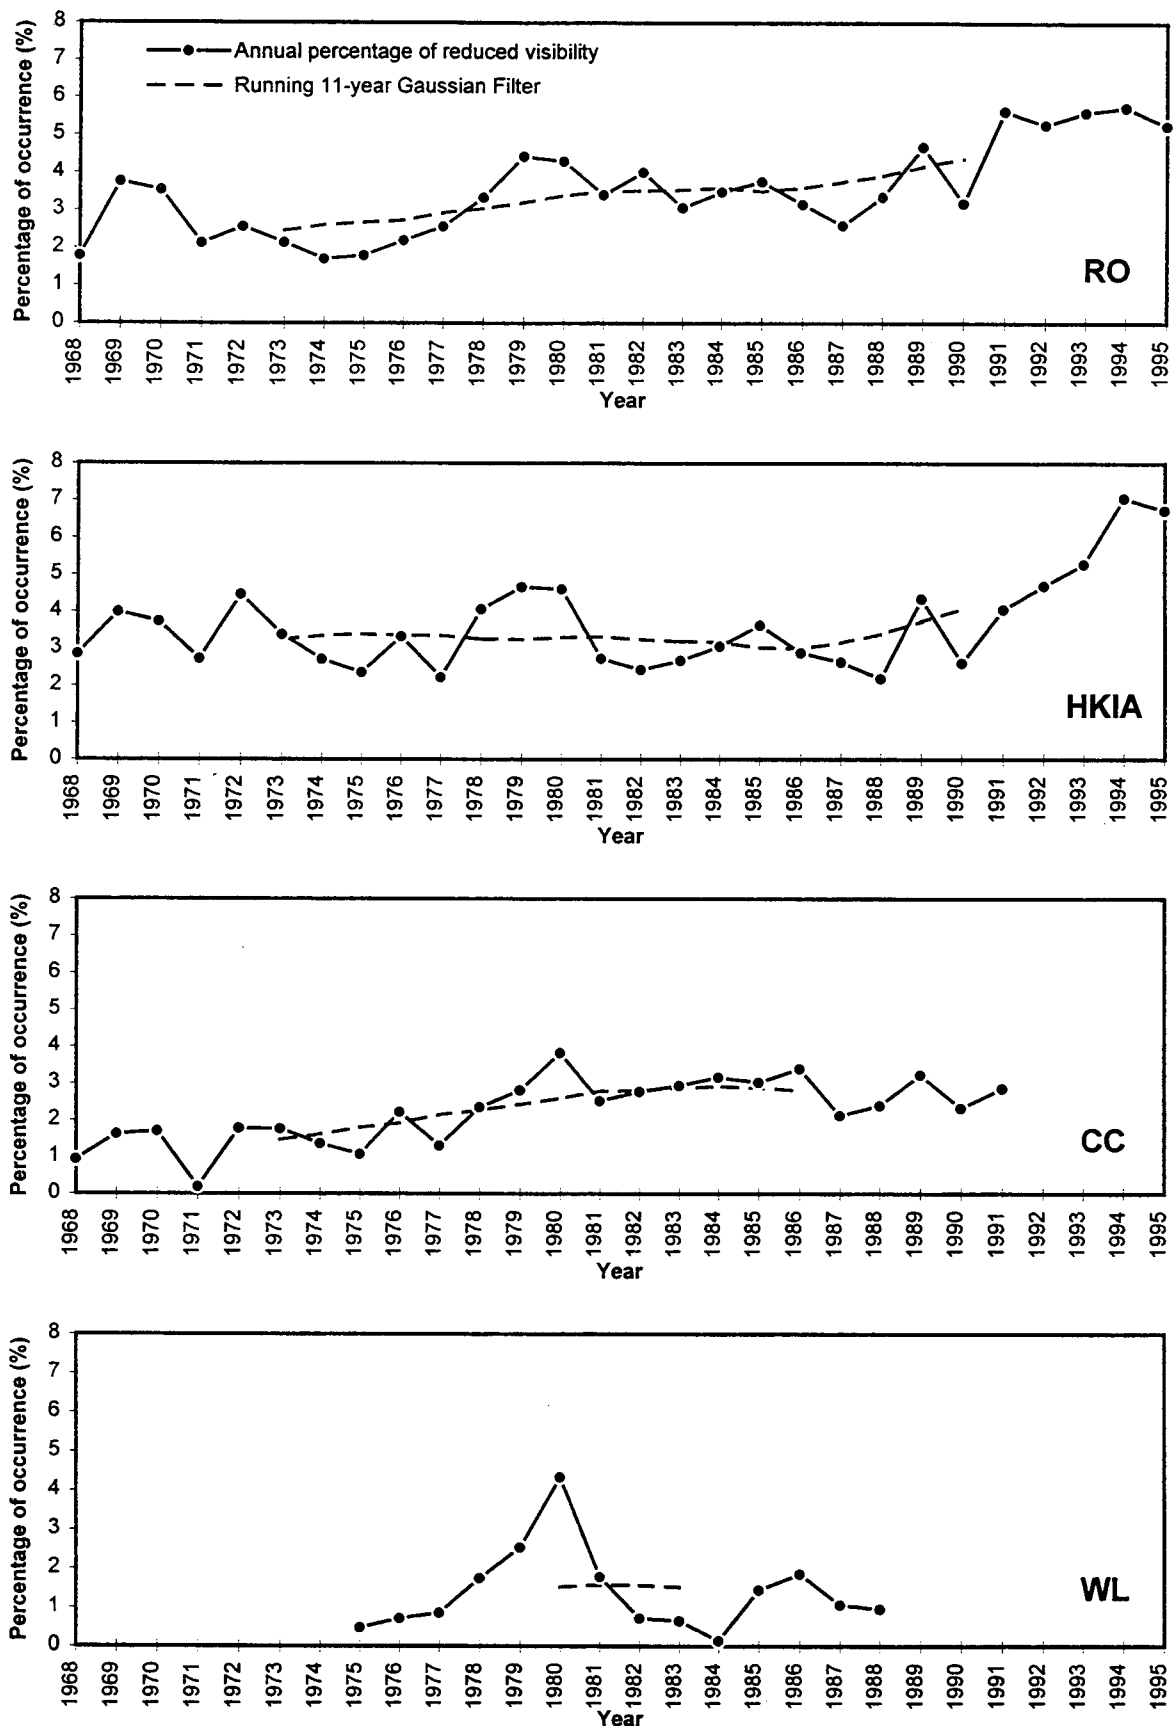 Percentage of occurrence (%)
8
7
6
5
4
3
2
1
0
Annual percentage of reduced visibility
Running 11-year Gaussian Filter
RO
1968 1969 1970 1971 1972 1973 1974 1975 1976 1977 1978 1979 1980 1981 1982 1983 1984 1985 1986 1987 1988 1989 1990 1991 1992 1993 1994 1995
Year
Percentage of occurrence (%)
8
7
6
5
4
3
2
1
0
HKIA
1968 1969 1970 1971 1972 1973 1974 1975 1976 1977 1978 1979 1980 1981 1982 1983 1984 1985 1986 1987 1988 1989 1990 1991 1992 1993 1994 1995
Year
Percentage of occurrence (%)
8
7
6
5
4
3
2
1
0
CC
1968 1969 1970 1971 1972 1973 1974 1975 1976 1977 1978 1979 1980 1981 1982 1983 1984 1985 1986 1987 1988 1989 1990 1991 1992 1993 1994 1995
Year
Percentage of occurrence (%)
8
7
6
5
4
3
2
1
0
WL
1968 1969 1970 1971 1972 1973 1974 1975 1976 1977 1978 1979 1980 1981 1982 1983 1984 1985 1986 1987 1988 1989 1990 1991 1992 1993 1994 1995
Year